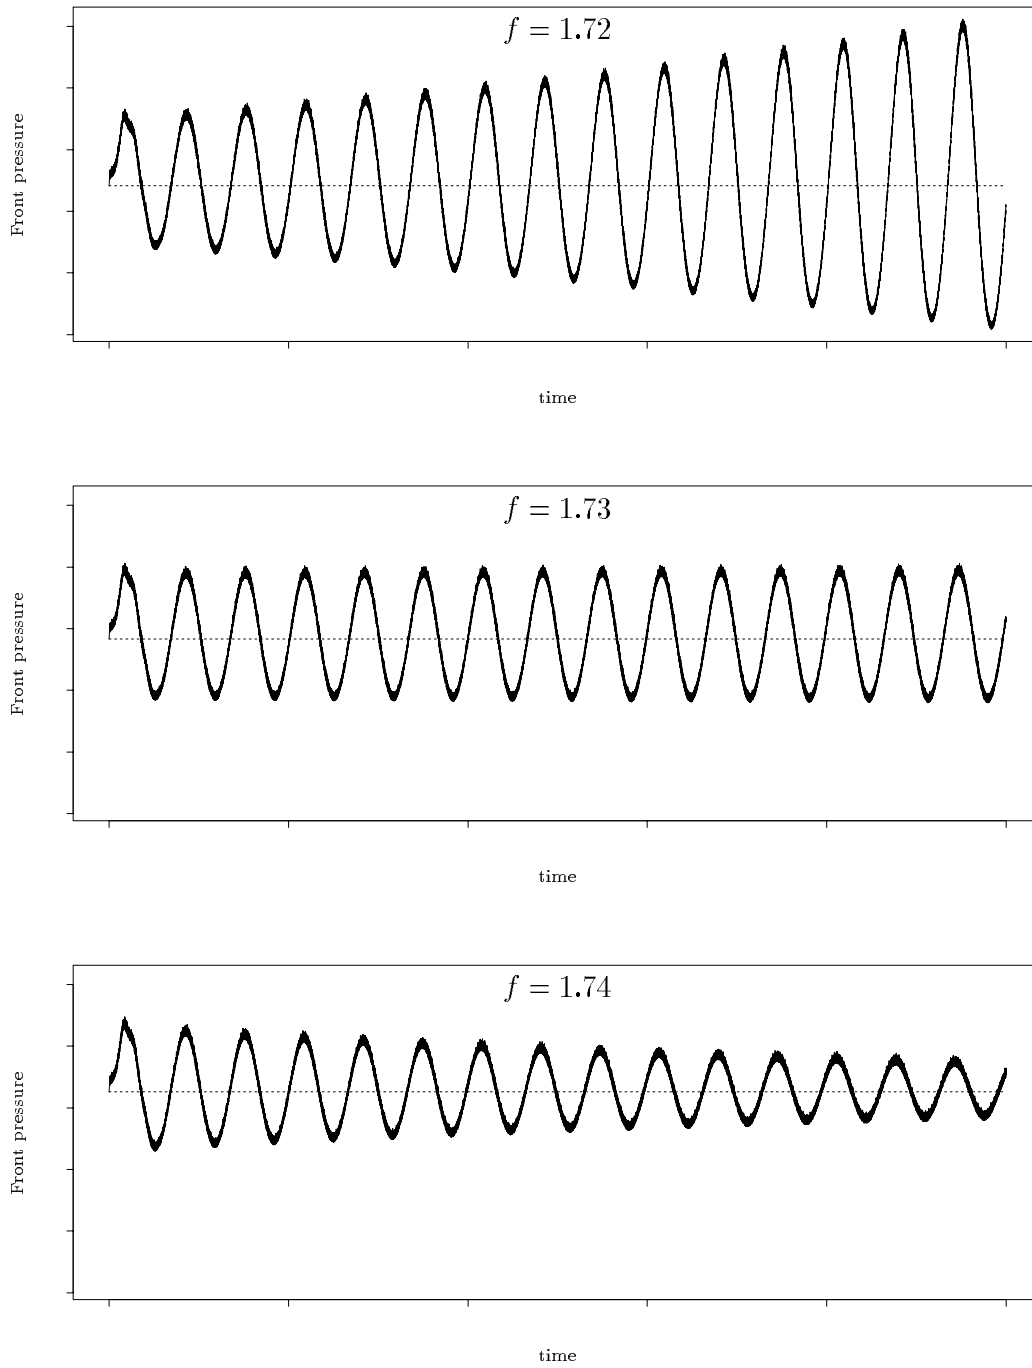 f = 1.72
Front pressure
time
f = 1.73
Front pressure
time
f = 1.74
Front pressure
time